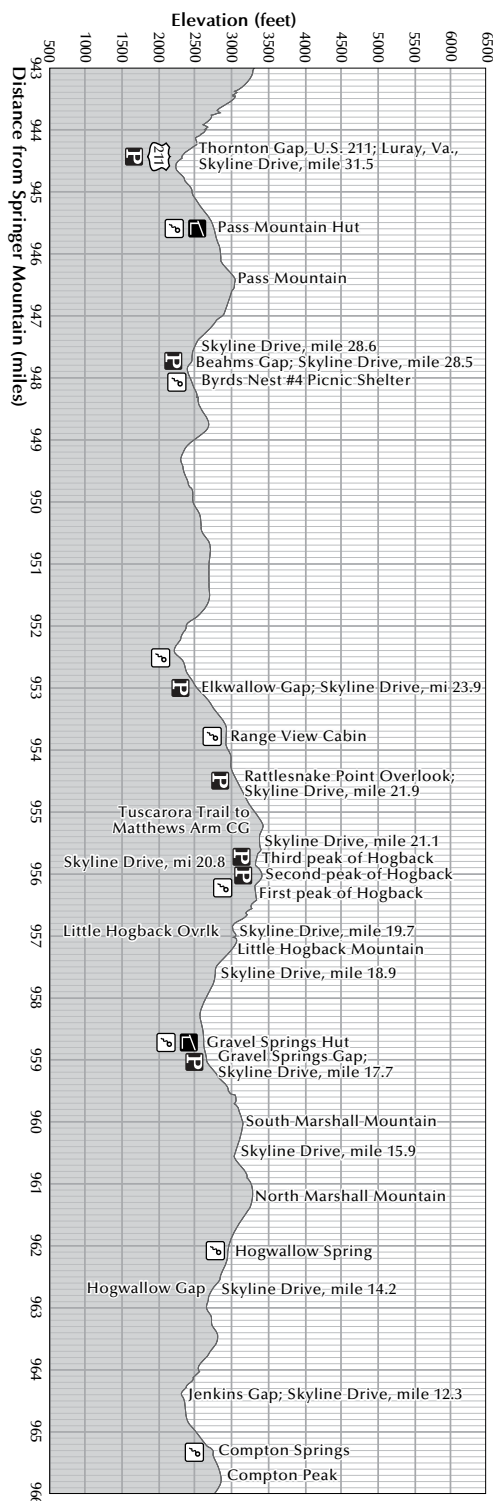 Elevation (feet)
500 1000 1500 2000 2500 3000 3500 4000 4500 5000 5500 6000 6500
Distance from Springer Mountain (miles)
943
944
Thornton Gap, U.S. 211; Luray, Va.,
Skyline Drive, mile 31.5
P
211
945
Pass Mountain Hut
946
Pass Mountain
947
Skyline Drive, mile 28.6
Beahms Gap; Skyline Drive, mile 28.5
P
948
Byrds Nest #4 Picnic Shelter
949
950
951
952
953
P
Elkwallow Gap; Skyline Drive, mi 23.9
Range View Cabin
954
Rattlesnake Point Overlook;
Skyline Drive, mile 21.9
P
955
Tuscarora Trail to
Matthews Arm CG
Skyline Drive, mile 21.1
P
Third peak of Hogback
Skyline Drive, mi 20.8
956
P
Second peak of Hogback
First peak of Hogback
Little Hogback Ovrlk
957
Skyline Drive, mile 19.7
Little Hogback Mountain
Skyline Drive, mile 18.9
958
Gravel Springs Hut
959
P
Gravel Springs Gap;
Skyline Drive, mile 17.7
960
South Marshall Mountain
Skyline Drive, mile 15.9
961
North Marshall Mountain
962
Hogwallow Spring
Hogwallow Gap
Skyline Drive, mile 14.2
963
964
Jenkins Gap; Skyline Drive, mile 12.3
965
Compton Springs
Compton Peak
966